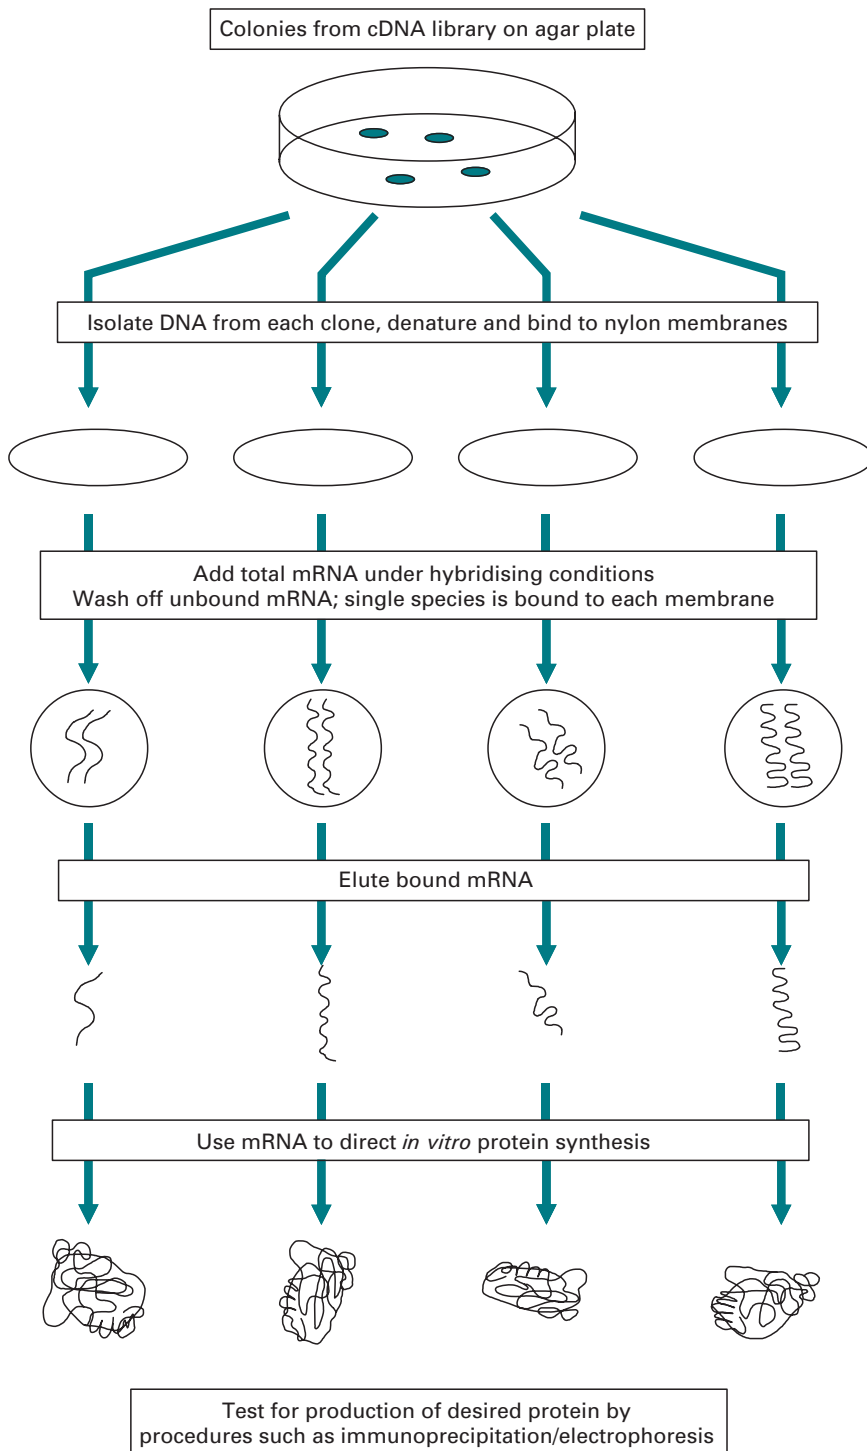 Colonies from cDNA library on agar plate
Isolate DNA from each clone, denature and bind to nylon membranes
Add total mRNA under hybridising conditions
Wash off unbound mRNA; single species is bound to each membrane
Elute bound mRNA
Use mRNA to direct in vitro protein synthesis
Test for production of desired protein by
procedures such as immunoprecipitation/electrophoresis